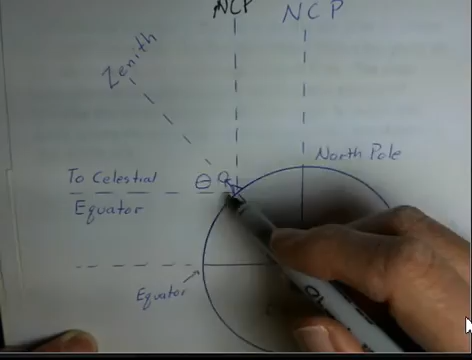 NCP
NCP
Zenith
North Pole
To Celestial
Equator
θ
Equator